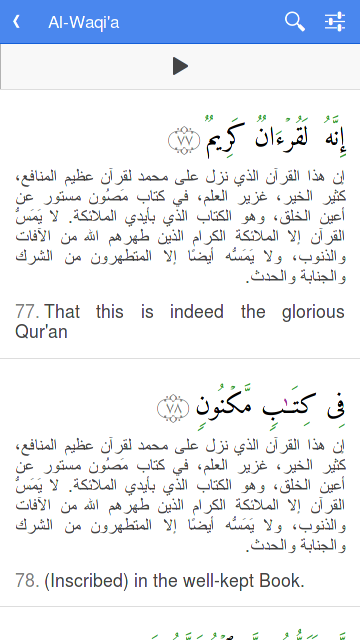 Al-Waqi'a
إِنَّهُۥ لَقُرْءَانٌۭ كَرِيمٌۭ ٧٧
إن هذا القرآن الذي نزل على محمد لقرآن عظيم المنافع،
كثير الخير، غزير العلم، في كتاب مَصُون مستور عن
أعين الخلق، وهو الكتاب الذي بأيدي الملائكة. لا يَمَسُّ
القرآن إلا الملائكة الكرام الذين طهرهم الله من الآفات
والذنوب، ولا يَمَسُّه أيضًا إلا المتطهرون من الشرك
والجنابة والحدث.
77. That this is indeed the glorious
Qur'an
فِى كِتَـٰبٍۢ مَّكْنُونٍۢ ٧٨
إن هذا القرآن الذي نزل على محمد لقرآن عظيم المنافع،
كثير الخير، غزير العلم، في كتاب مَصُون مستور عن
أعين الخلق، وهو الكتاب الذي بأيدي الملائكة. لا يَمَسُّ
القرآن إلا الملائكة الكرام الذين طهرهم الله من الآفات
والذنوب، ولا يَمَسُّه أيضًا إلا المتطهرون من الشرك
والجنابة والحدث.
78. (Inscribed) in the well-kept Book.